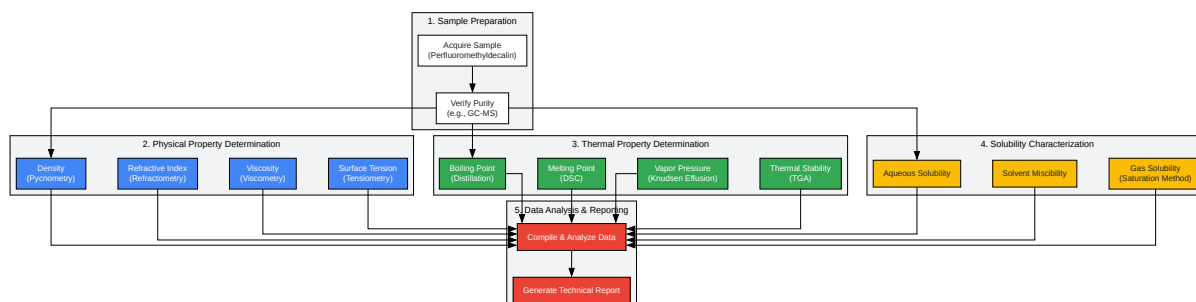 1. Sample Preparation
Acquire Sample
(Perfluoromethyldecalin)
Verify Purity
(e.g., GC-MS)
2. Physical Property Determination
Density
(Pycnometry)
Refractive Index
(Refractometry)
Viscosity
(Viscometry)
Surface Tension
(Tensiometry)
3. Thermal Property Determination
Boiling Point
(Distillation)
Melting Point
(DSC)
Vapor Pressure
(Knudsen Effusion)
Thermal Stability
(TGA)
4. Solubility Characterization
Aqueous Solubility
Solvent Miscibility
Gas Solubility
(Saturation Method)
5. Data Analysis & Reporting
Compile & Analyze Data
Generate Technical Report